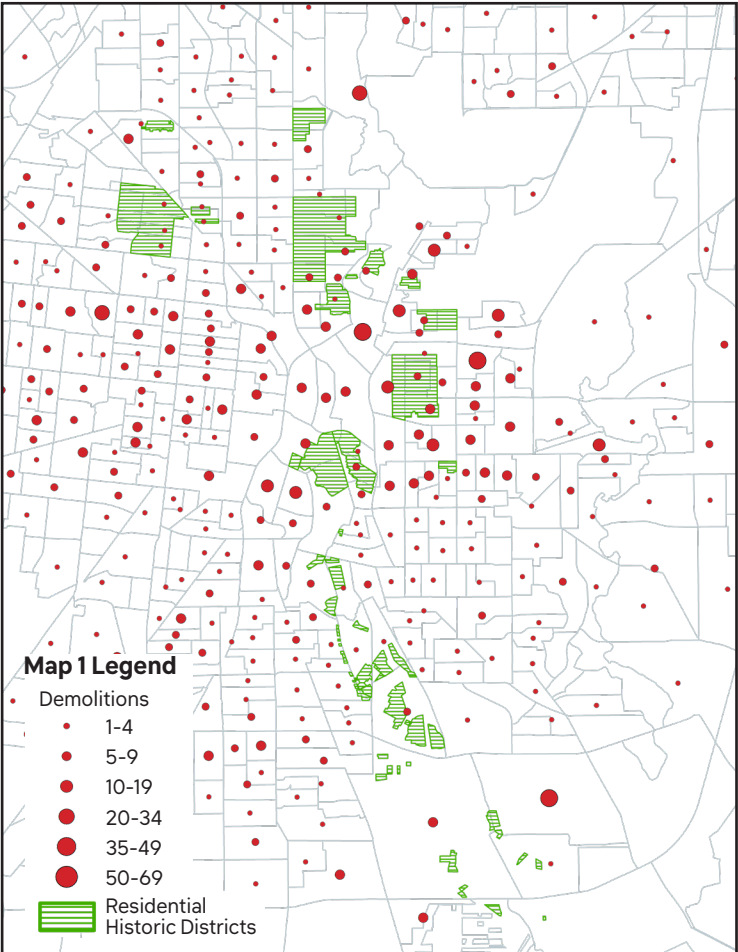 Map 1 Legend
Demolitions
1-4
5-9
10-19
20-34
35-49
50-69
Residential
Historic Districts